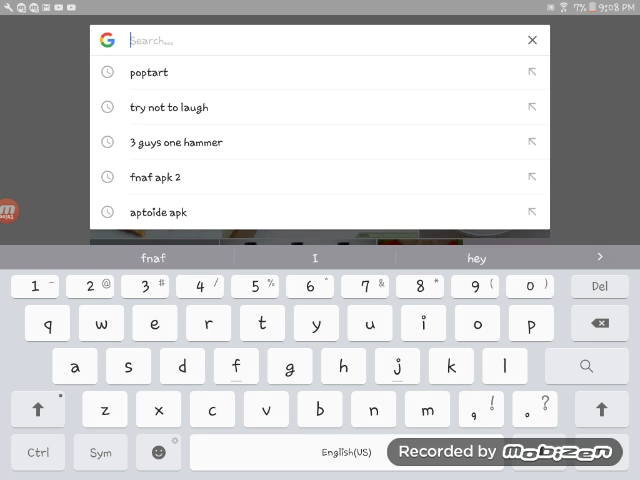 7% 9:08 PM
Search...
poptart
try not to laugh
3 guys one hammer
fnaf apk 2
aptoide apk
fnaf I hey
1 - 2 @ 3 # 4 / 5 % 6 ^ 7 & 8 * 9 ( 0 ) Del
q w e r t y u i o p
a s d f g h j k l
z x c v b n m , ! . ?
Ctrl Sym English(US)
Recorded by mobizen